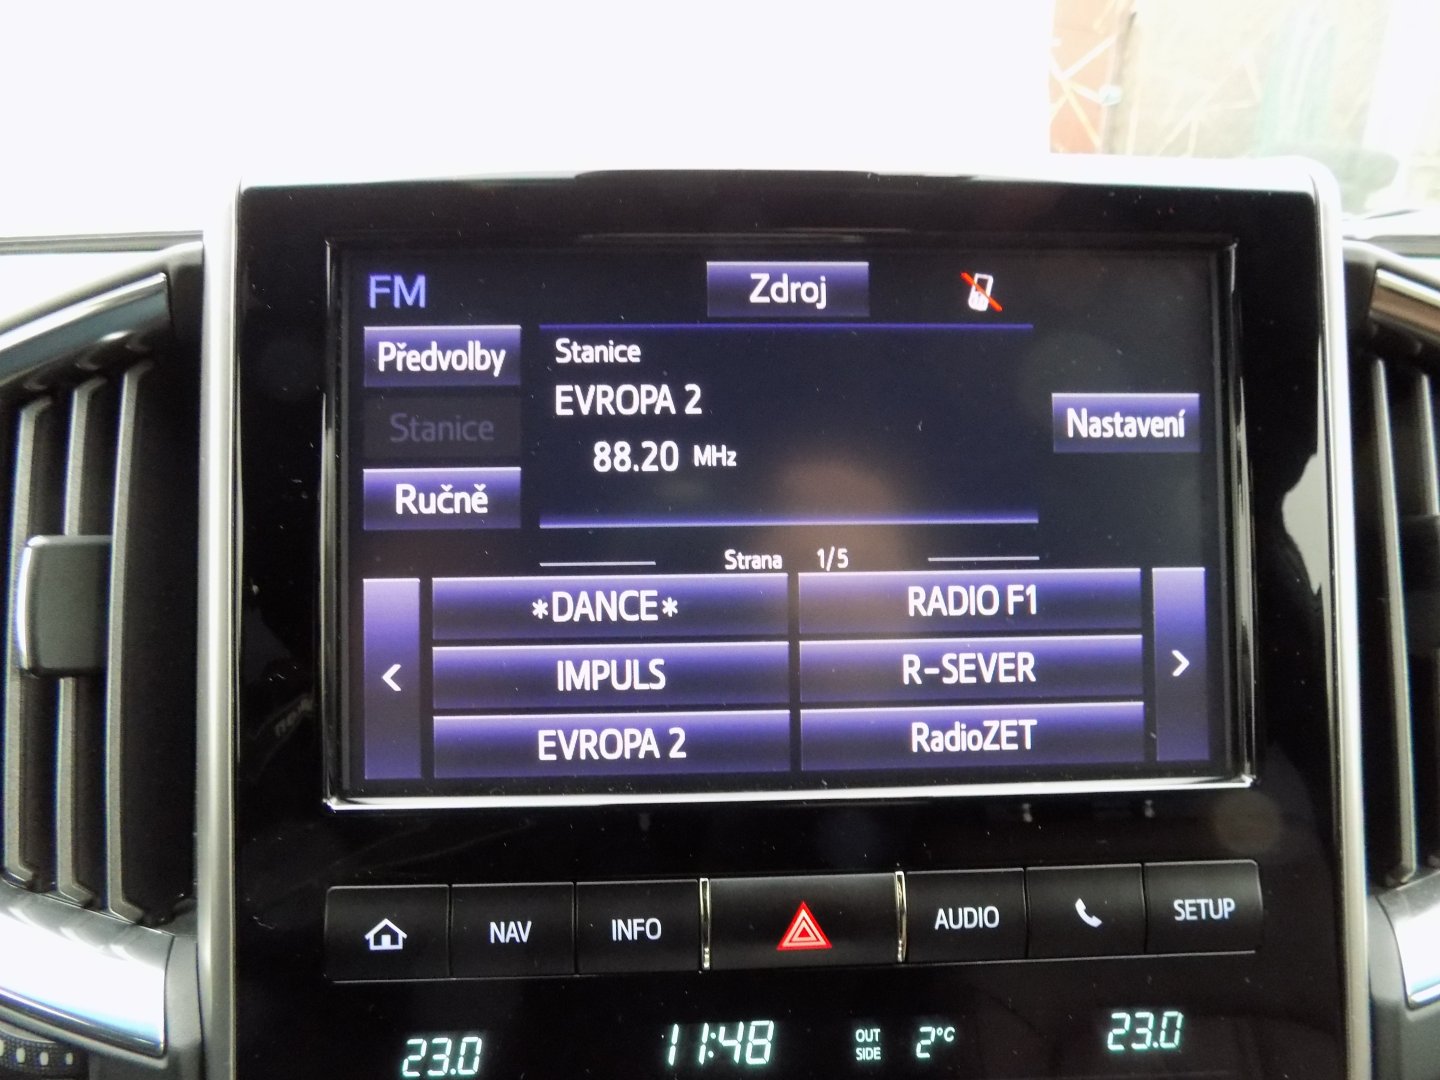 FM
Zdroj
Předvolby
Stanice
Ručně
Stanice
EVROPA 2
88.20 MHz
Nastavení
Strana 1/5
*DANCE*
RADIO F1
<
IMPULS
R-SEVER
>
EVROPA 2
RadioZET
NAV
INFO
AUDIO
SETUP
23.0
11:48
OUT
SIDE
2°C
23.0